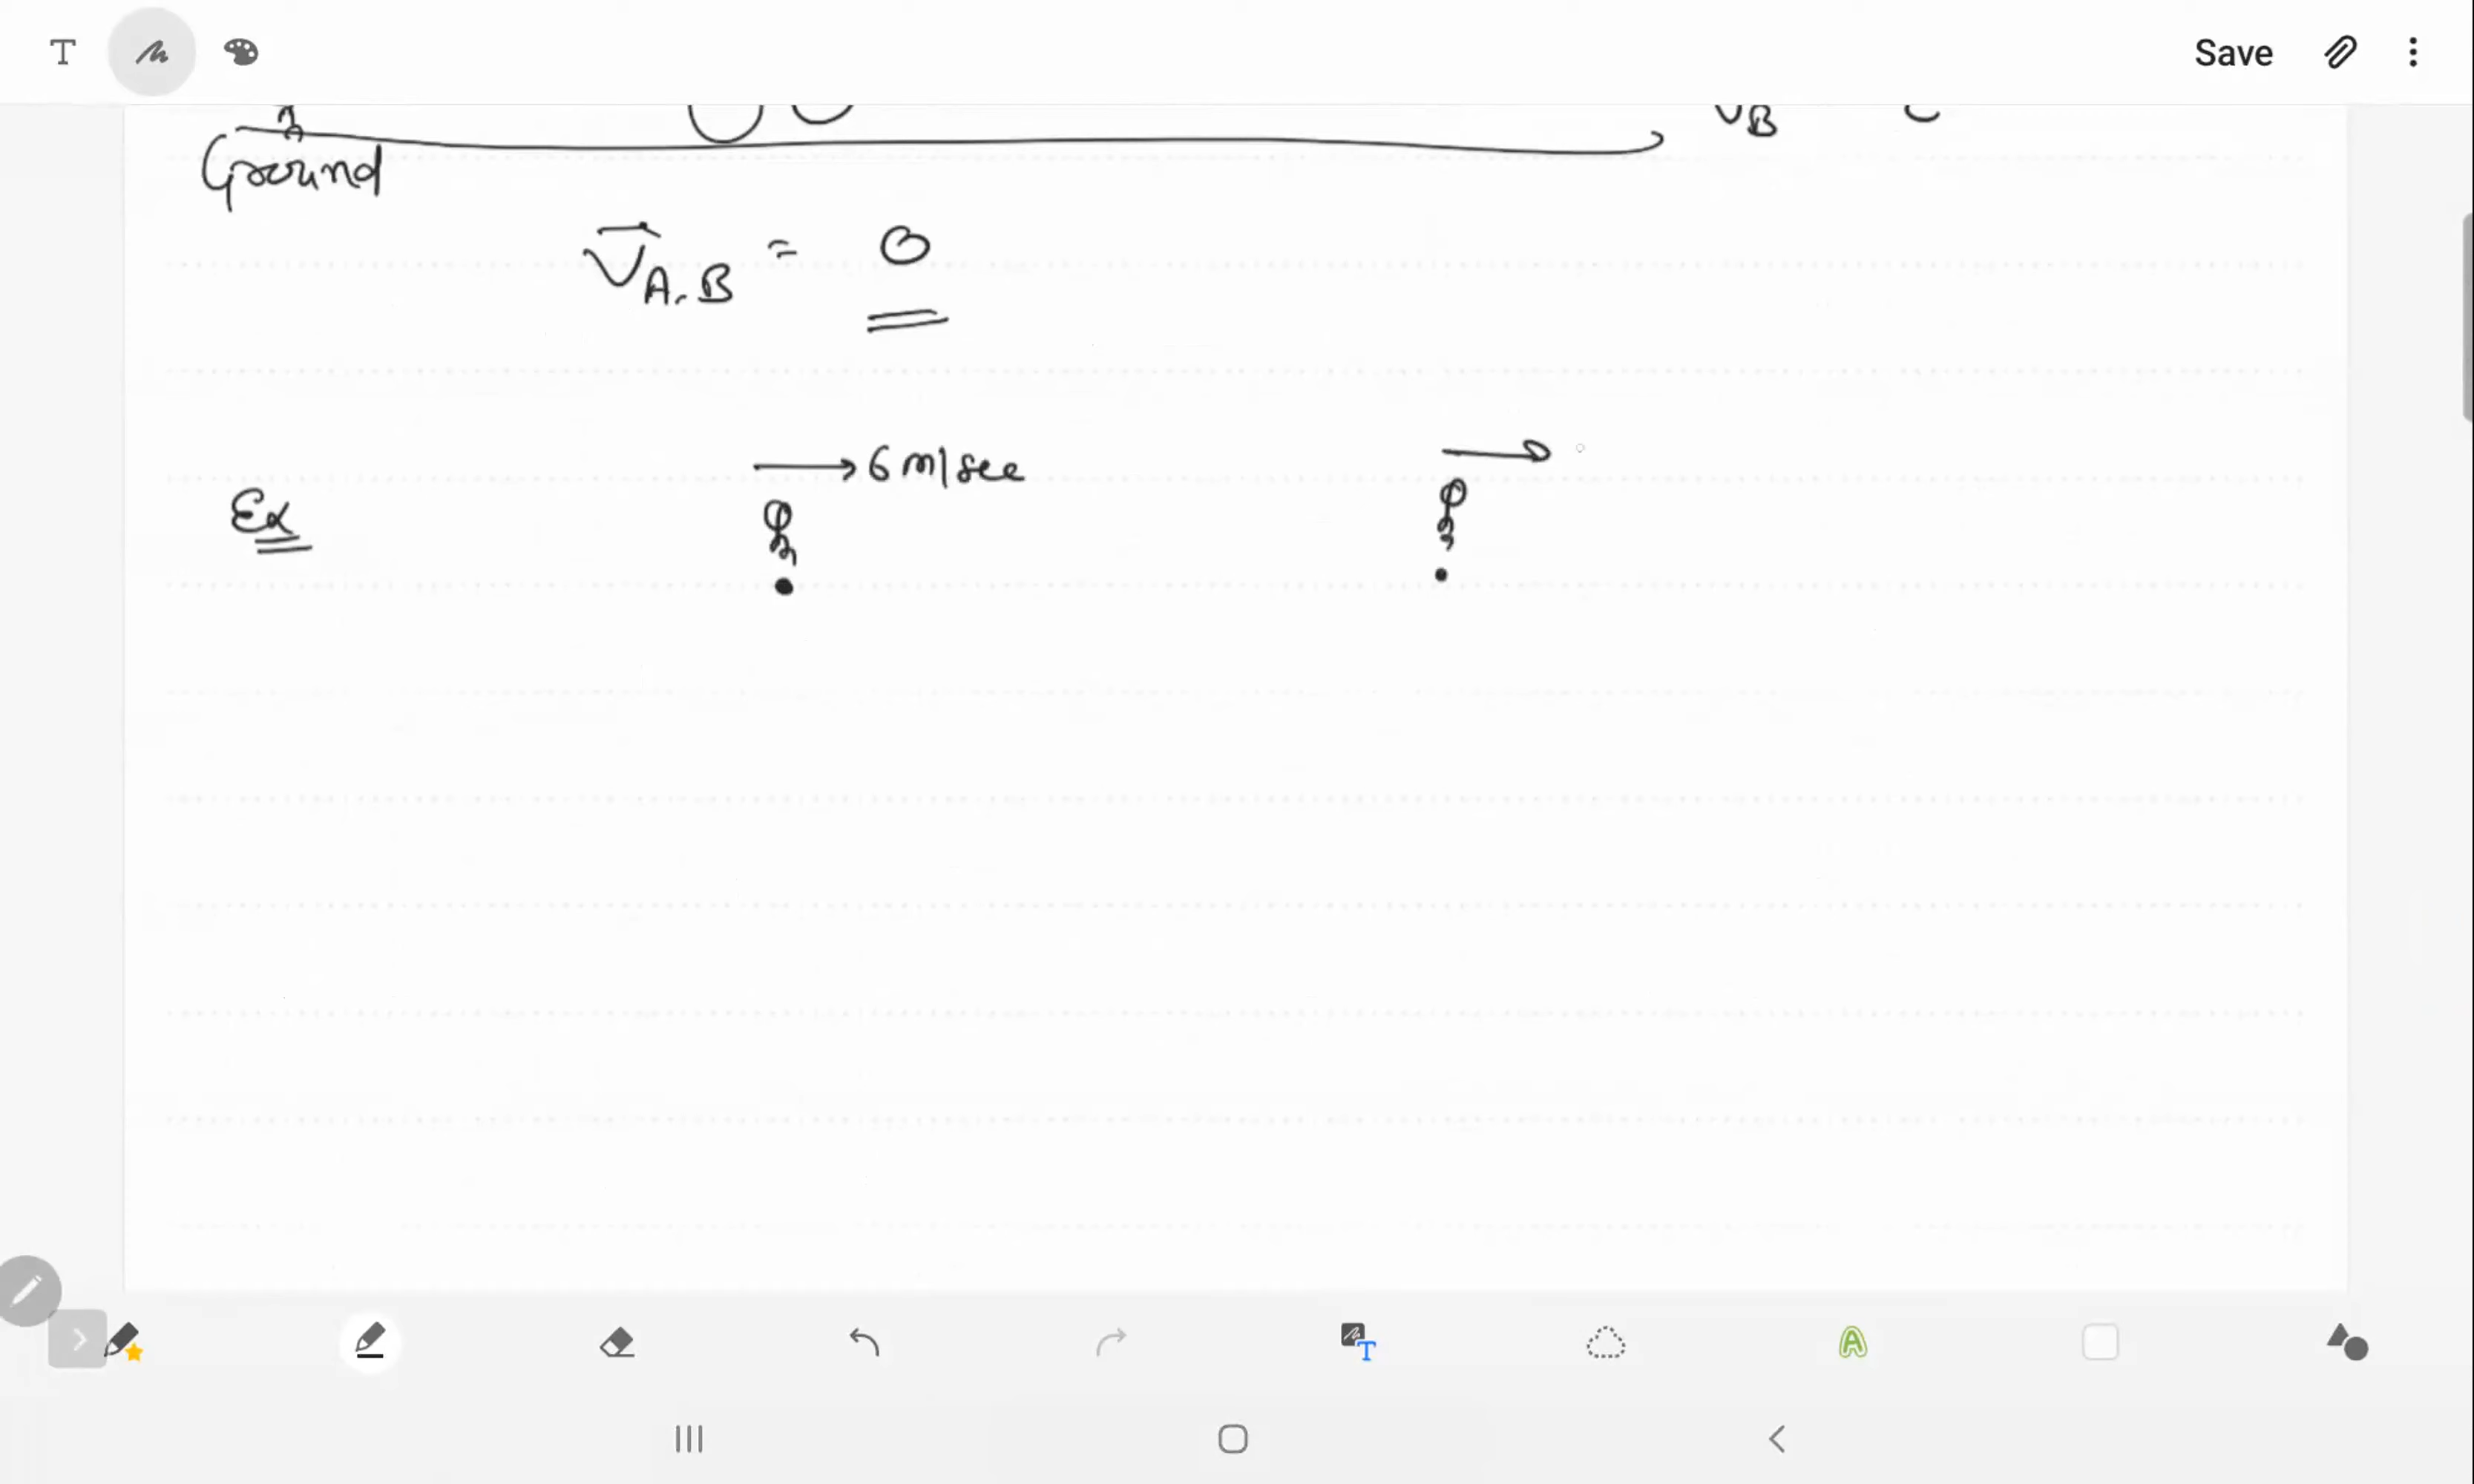 Save
V_B
Ground
V_A.B = 0
Ex
→ 6 m/sec